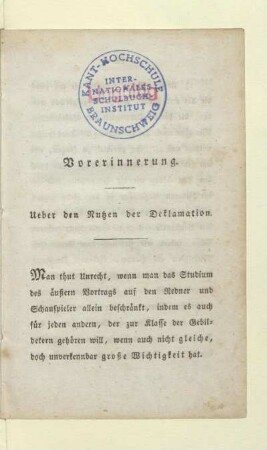 KANT-HOCHSCHULE
INTER-
NATIONALES
SCHULBUCH-
INSTITUT
BRAUNSCHWEIG
Vorerinnerung.
Ueber den Nutzen der Deklamation.
Man thut Unrecht, wenn man das Studium
des äußern Vortrags auf den Redner und
Schauspieler allein beschränkt, indem es auch
für jeden andern, der zur Klasse der Gebil-
detern gehören will, wenn auch nicht gleiche,
doch unverkennbar große Wichtigkeit hat.